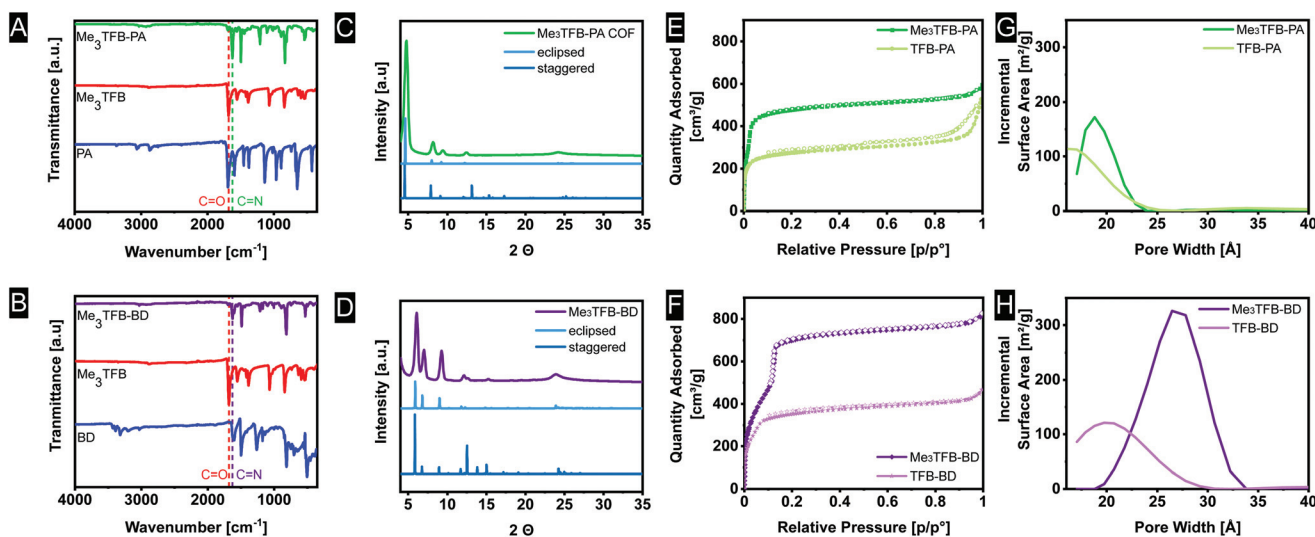 A
Me3TFB-PA
Me3TFB
PA
C=O
C=N
Transmittance [a.u.]
4000
3000
2000
1000
Wavenumber [cm-1]
C
Me3TFB-PA COF
eclipsed
staggered
Intensity [a.u]
5
10
15
20
25
30
35
2 Θ
E
Me3TFB-PA
TFB-PA
Quantity Adsorbed
[cm3/g]
800
600
400
200
0
0
0.2
0.4
0.6
0.8
1
Relative Pressure [p/p°]
G
Me3TFB-PA
TFB-PA
Incremental
Surface Area [m2/g]
300
200
100
0
20
25
30
35
40
Pore Width [Å]
B
Me3TFB-BD
Me3TFB
BD
C=O
C=N
Tranmittance [a.u]
4000
3000
2000
1000
Wavenumber [cm-1]
D
Me3TFB-BD
eclipsed
staggered
Intensity [a.u.]
5
10
15
20
25
30
35
2 Θ
F
Me3TFB-BD
TFB-BD
Quantity Adsorbed
[cm3/g]
800
600
400
200
0
0
0.2
0.4
0.6
0.8
1
Relative Pressure [p/p°]
H
Me3TFB-BD
TFB-BD
Incremental
Surface Area [m2/g]
300
200
100
0
20
25
30
35
40
Pore Width [Å]